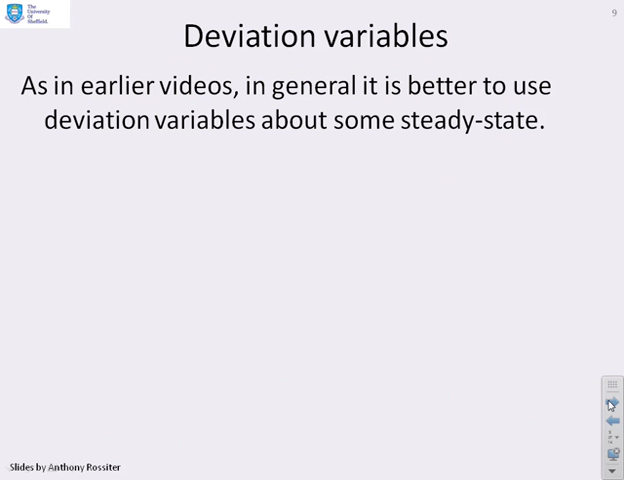 The
University
Of
Sheffield.
9
Deviation variables
As in earlier videos, in general it is better to use
deviation variables about some steady-state.
Slides by Anthony Rossiter